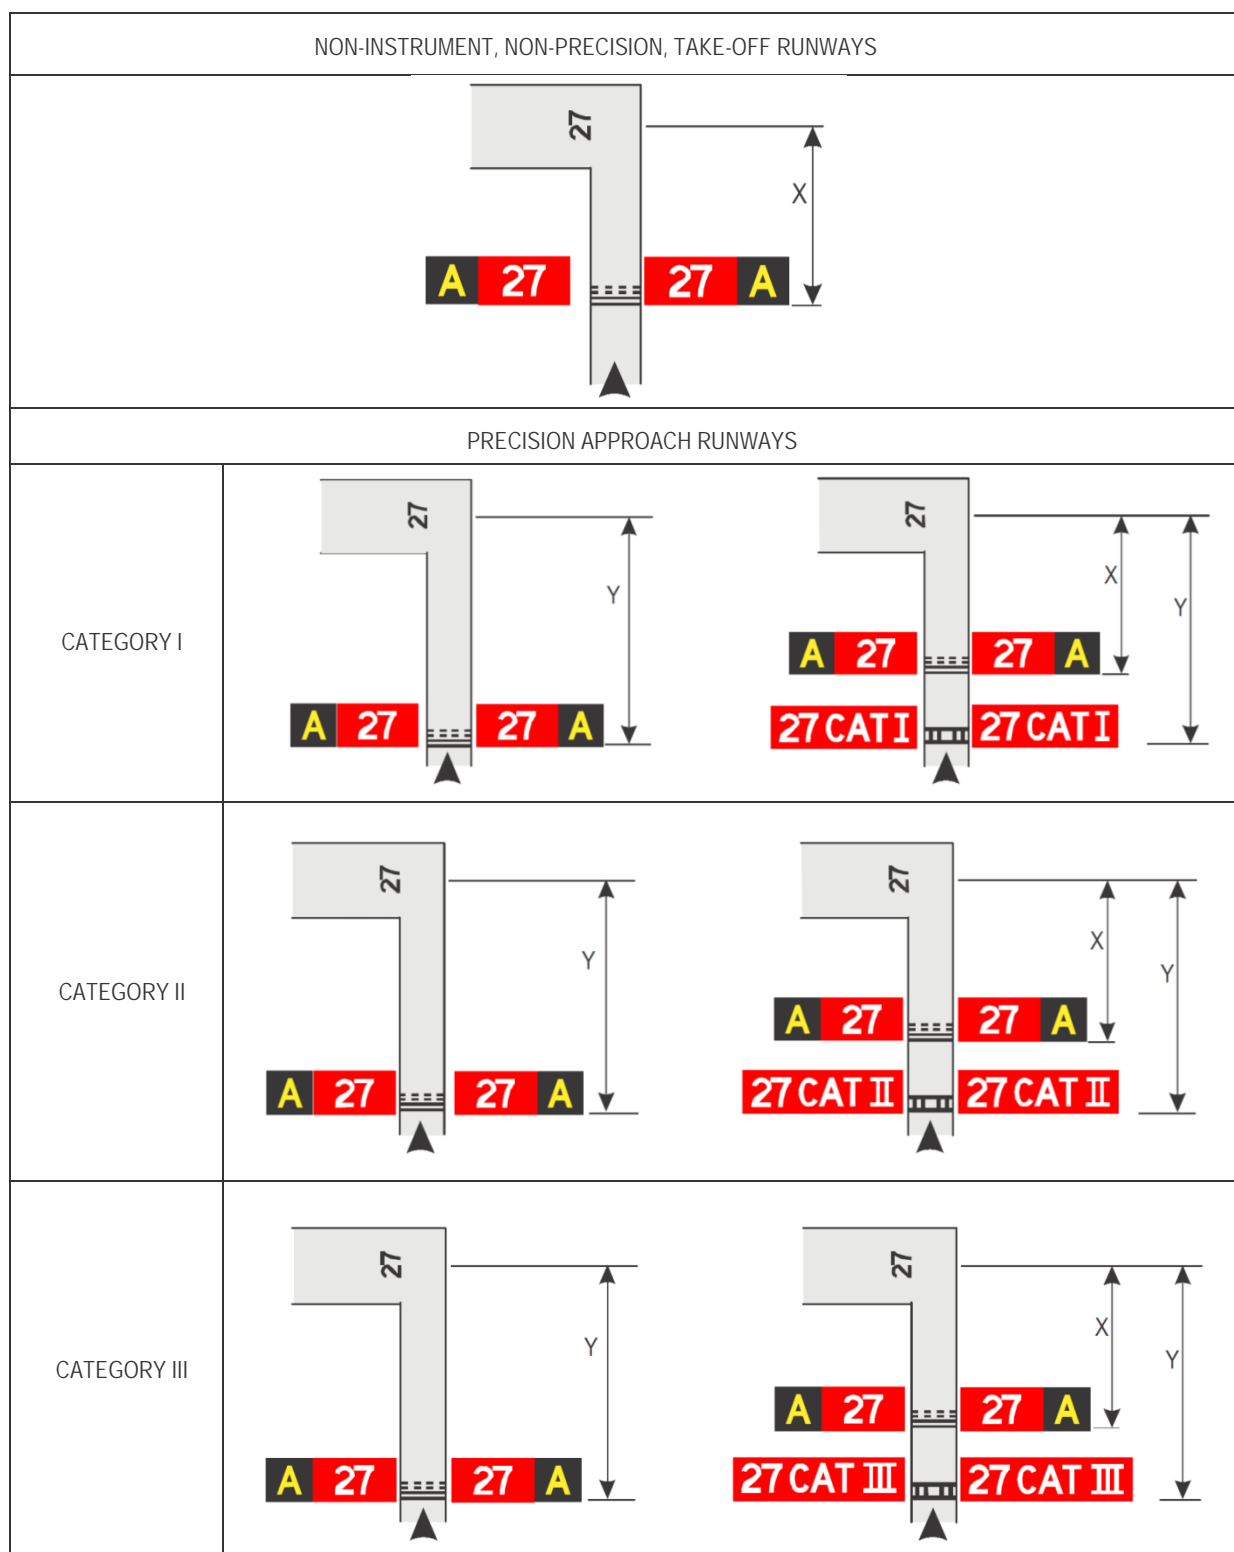 NON-INSTRUMENT, NON-PRECISION, TAKE-OFF RUNWAYS
27
X
A 27 27 A
PRECISION APPROACH RUNWAYS
CATEGORY I
27
Y
A 27 27 A
27
X
Y
A 27 27 A
27 CAT I 27 CAT I
CATEGORY II
27
Y
A 27 27 A
27
X
Y
A 27 27 A
27 CAT II 27 CAT II
CATEGORY III
27
Y
A 27 27 A
27
X
Y
A 27 27 A
27 CAT III 27 CAT III